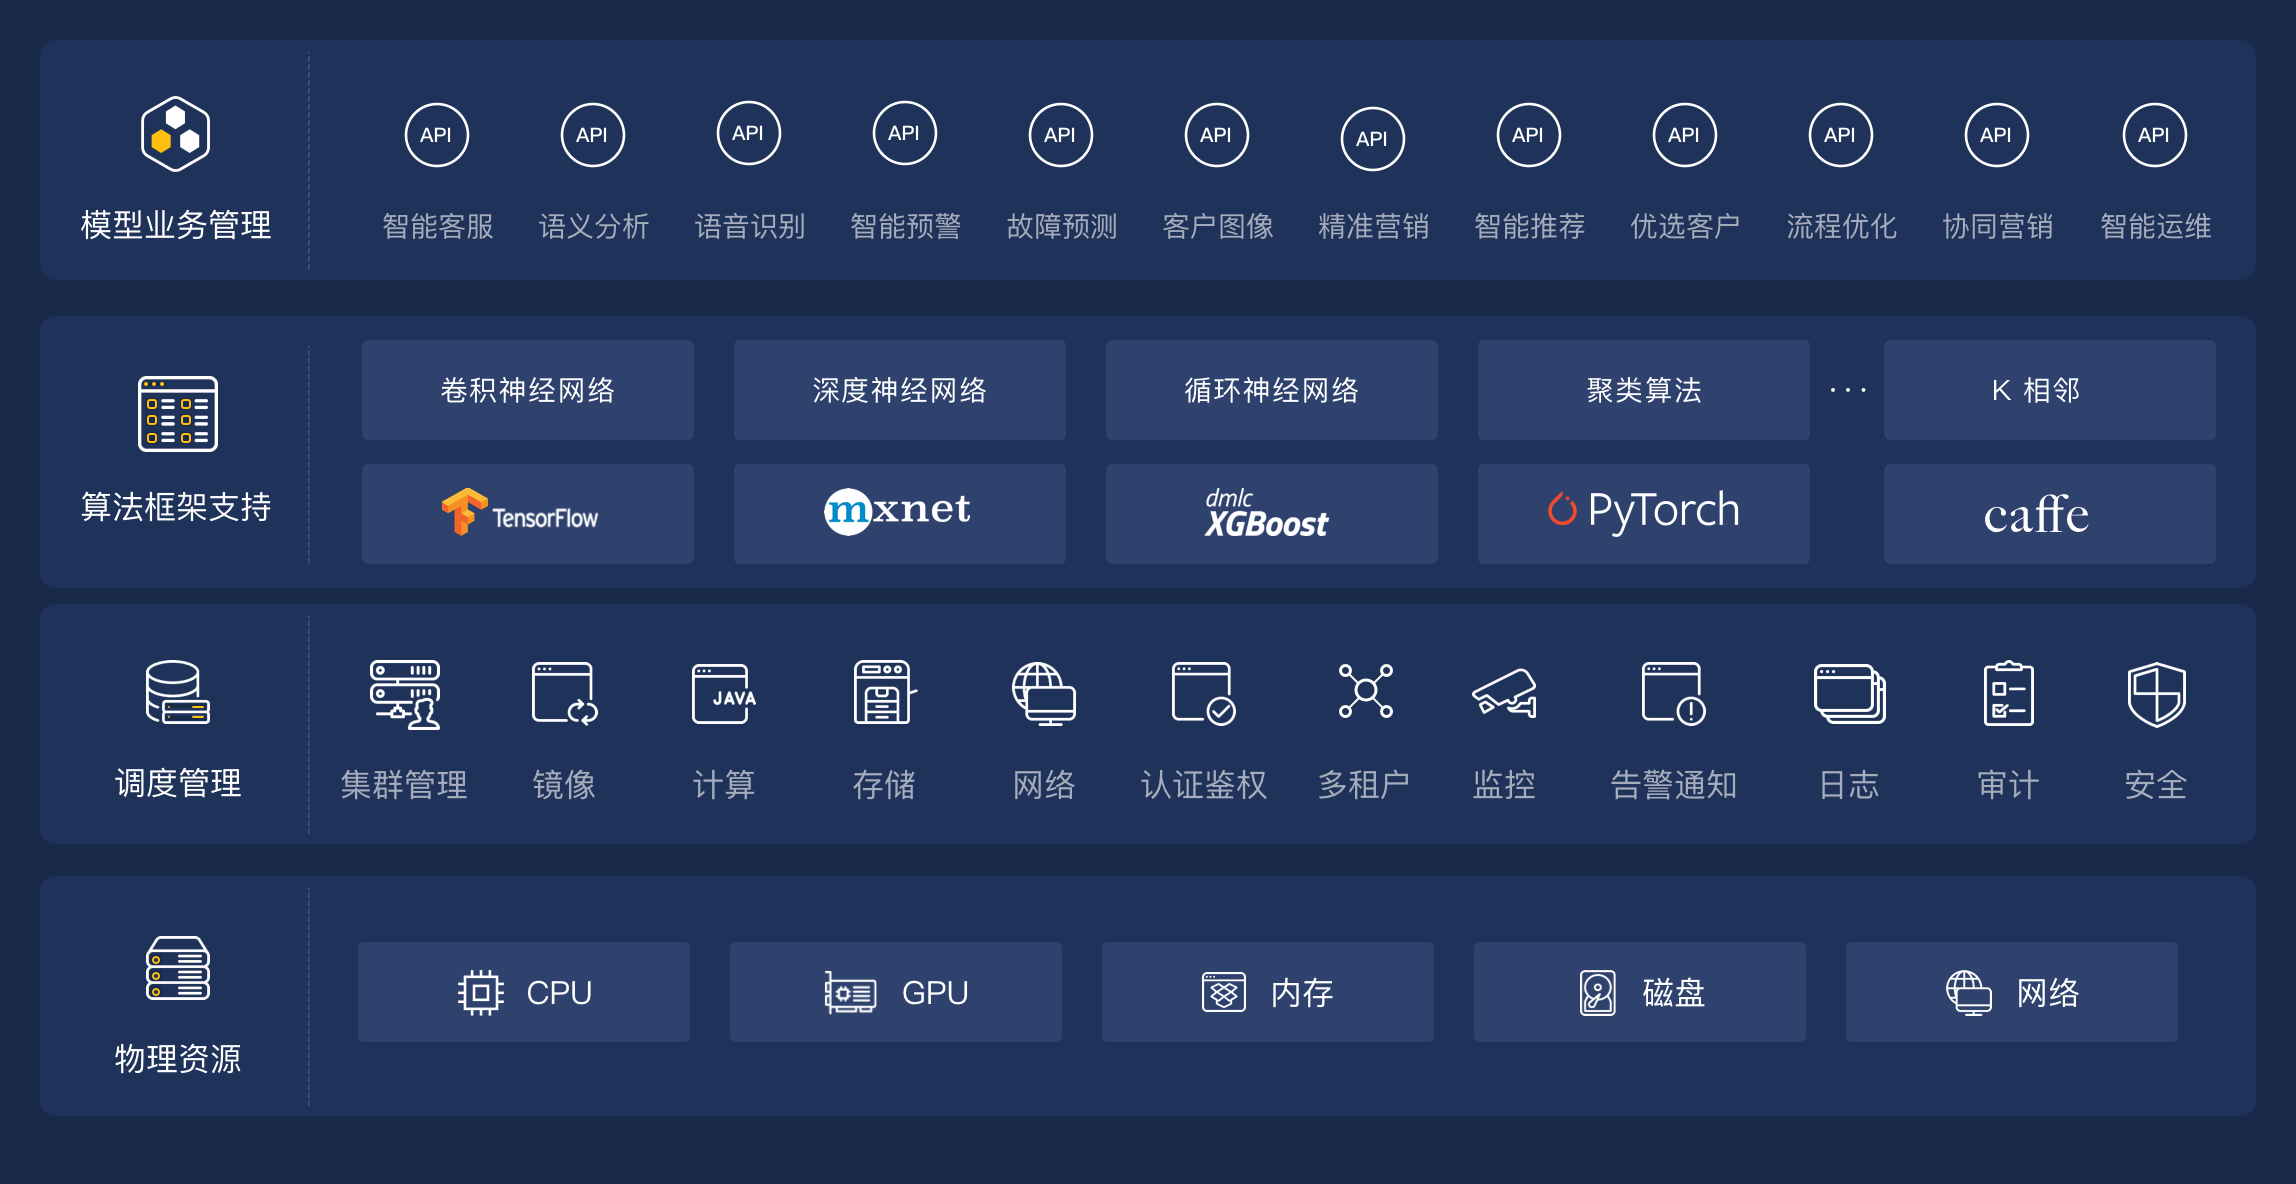 API API API API API API API API API API API API
模型业务管理 智能客服 语义分析 语音识别 智能预警 故障预测 客户图像 精准营销 智能推荐 优选客户 流程优化 协同营销 智能运维
卷积神经网络 深度神经网络 循环神经网络 聚类算法 ··· K 相邻
算法框架支持
TensorFlow mxnet dmlc XGBoost PyTorch caffe
JAVA
调度管理 集群管理 镜像 计算 存储 网络 认证鉴权 多租户 监控 告警通知 日志 审计 安全
CPU GPU 内存 磁盘 网络
物理资源